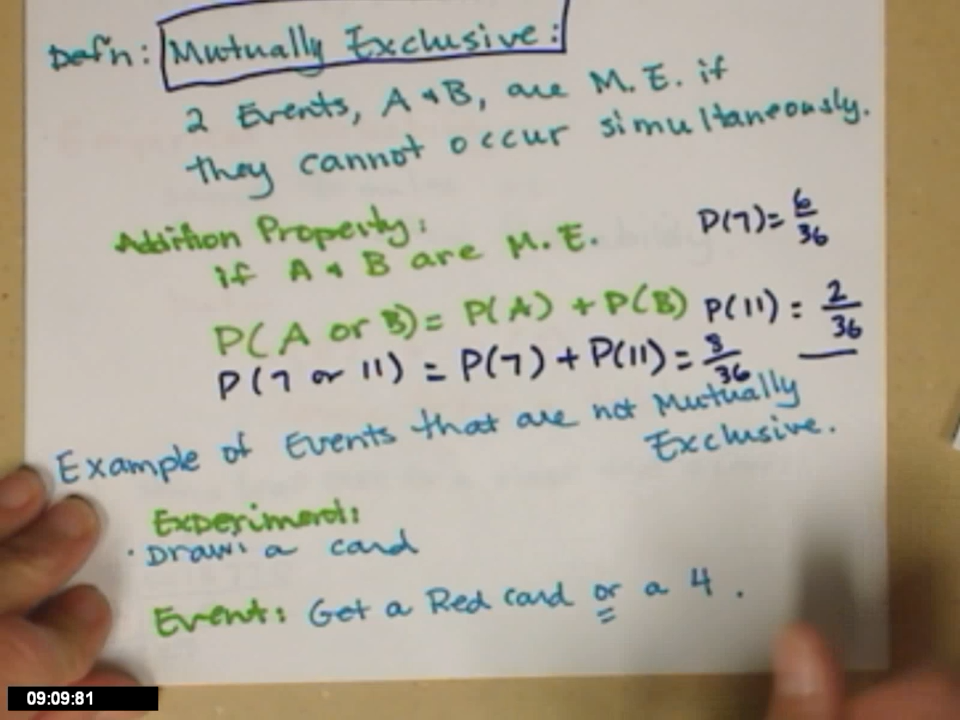 Def'n: Mutually Exclusive:
2 Events, A & B, are M.E. if
they cannot occur simultaneously.
Addition Property:
if A & B are M.E.
P(7)= 6/36
P(A or B)= P(A) + P(B)
P(11) = 2/36
P(7 or 11) = P(7) + P(11) = 8/36
Example of Events that are not Mutually
Exclusive.
Experiment:
· Draw a card
Event: Get a Red card or a 4.
09:09:81